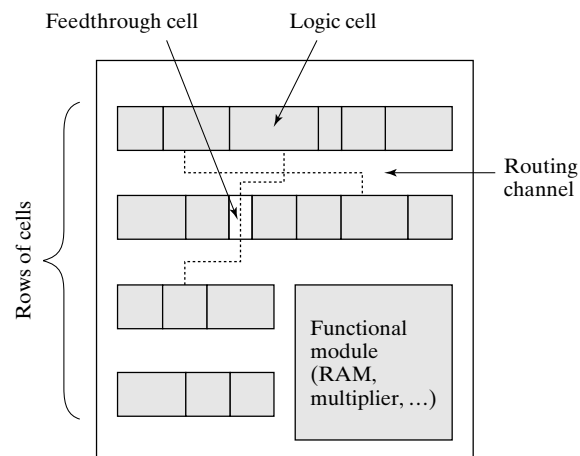 Feedthrough cell
Logic cell
Routing
channel
Rows of cells
Functional
module
(RAM,
multiplier, …)